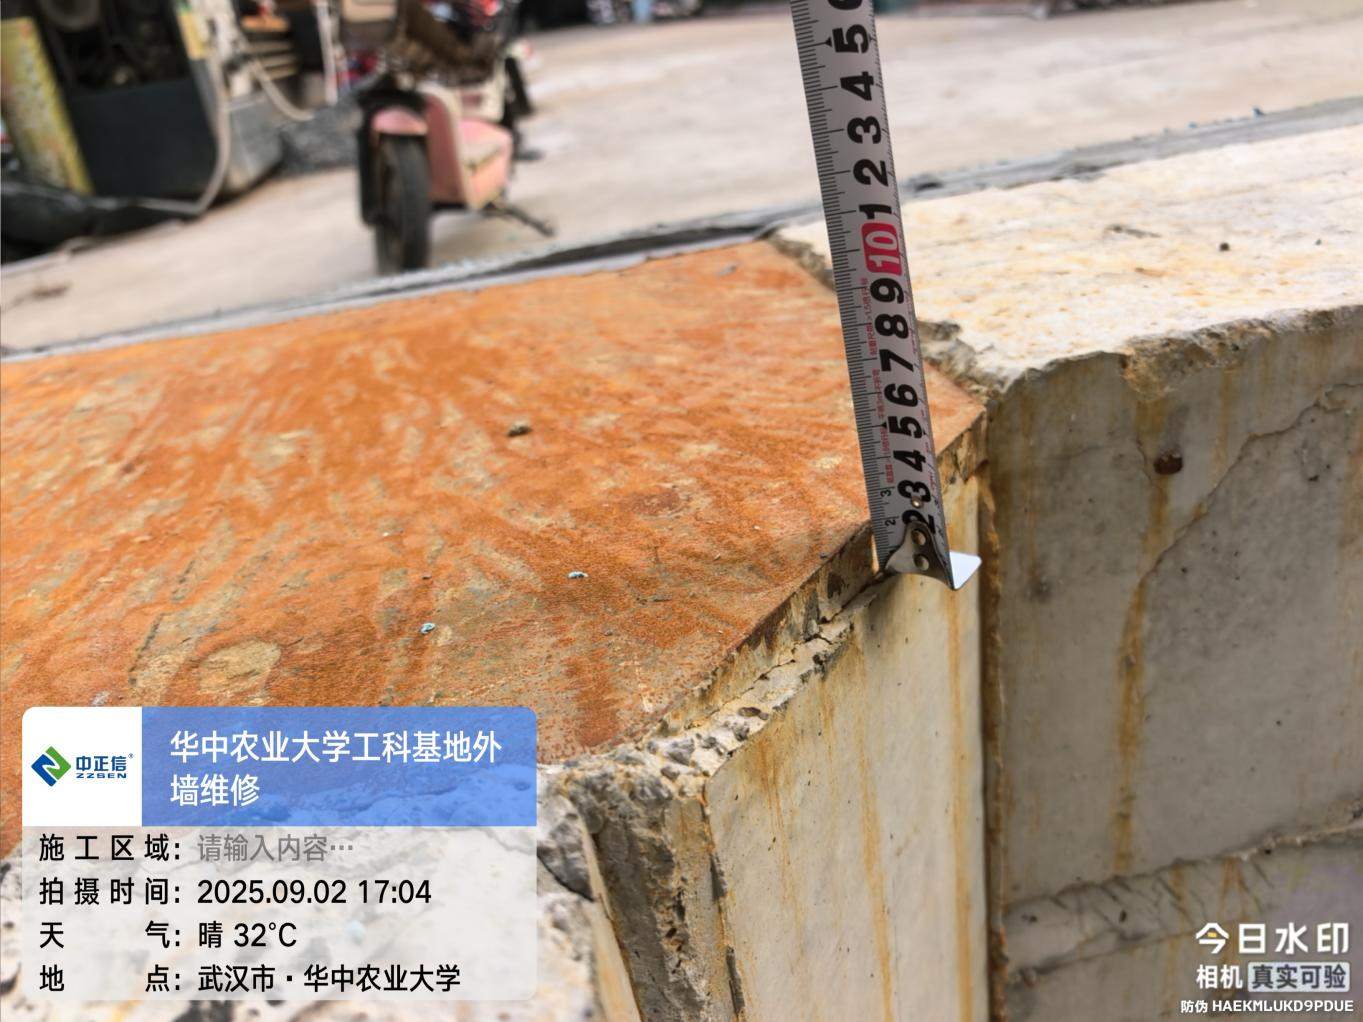 5
4
3
2
1
10
9
8
7
6
5
4
3
2
中正信®
ZZSEN
华中农业大学工科基地外
墙维修
施工区域：请输入内容…
拍摄时间：2025.09.02 17:04
天气：晴 32°C
地点：武汉市·华中农业大学
今日水印
相机 真实可验
防伪 HAEKMLUKD9PDUE